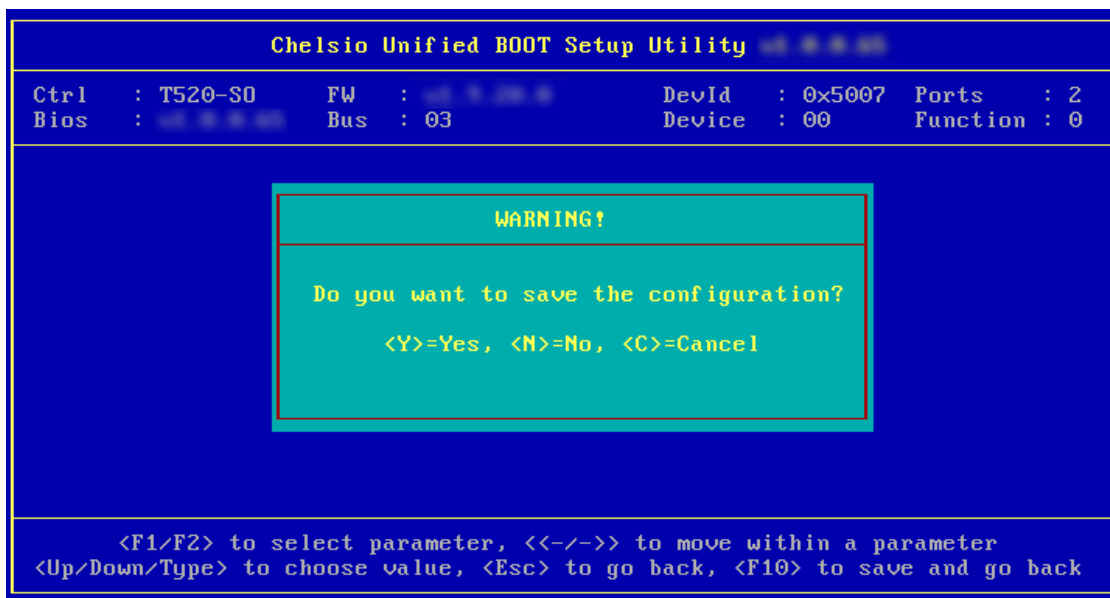 Chelsio Unified BOOT Setup Utility
Ctrl : T520-SO FW : DevId : 0x5007 Ports : 2
Bios : Bus : 03 Device : 00 Function : 0
WARNING!
Do you want to save the configuration?
<Y>=Yes, <N>=No, <C>=Cancel
<F1/F2> to select parameter, <<-/->> to move within a parameter
<Up/Down/Type> to choose value, <Esc> to go back, <F10> to save and go back